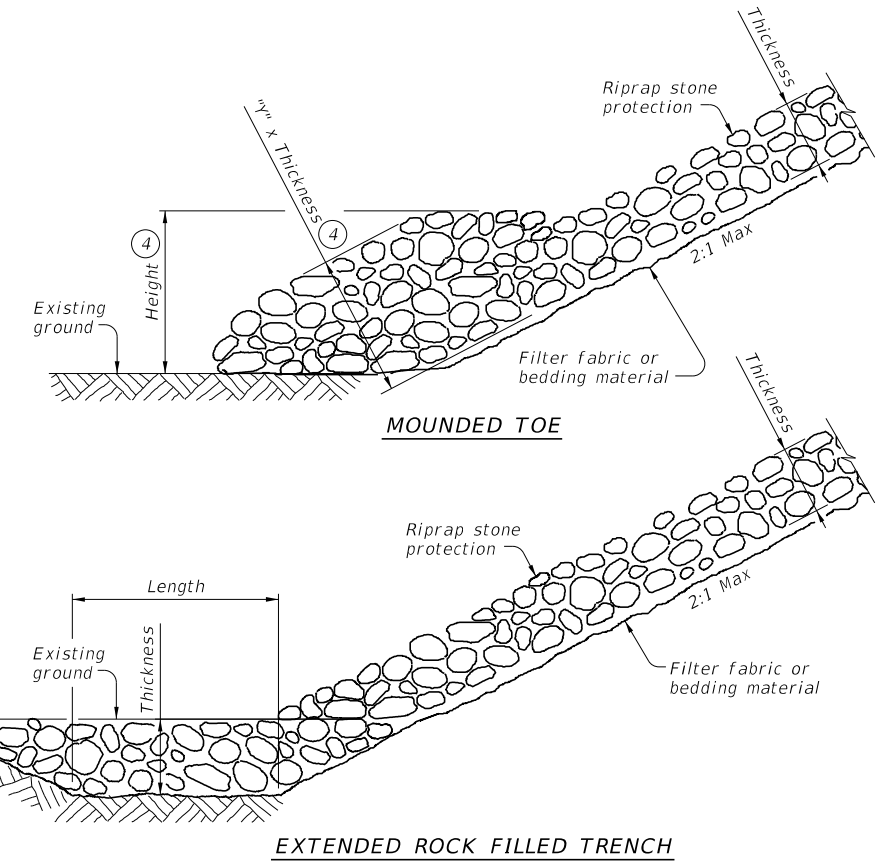 Thickness
Riprap stone
protection
"Y" x Thickness
4
4
Height
2:1 Max
Existing
ground
Filter fabric or
bedding material
MOUNDED TOE
Thickness
Riprap stone
protection
Length
2:1 Max
Existing
ground
Thickness
Filter fabric or
bedding material
EXTENDED ROCK FILLED TRENCH